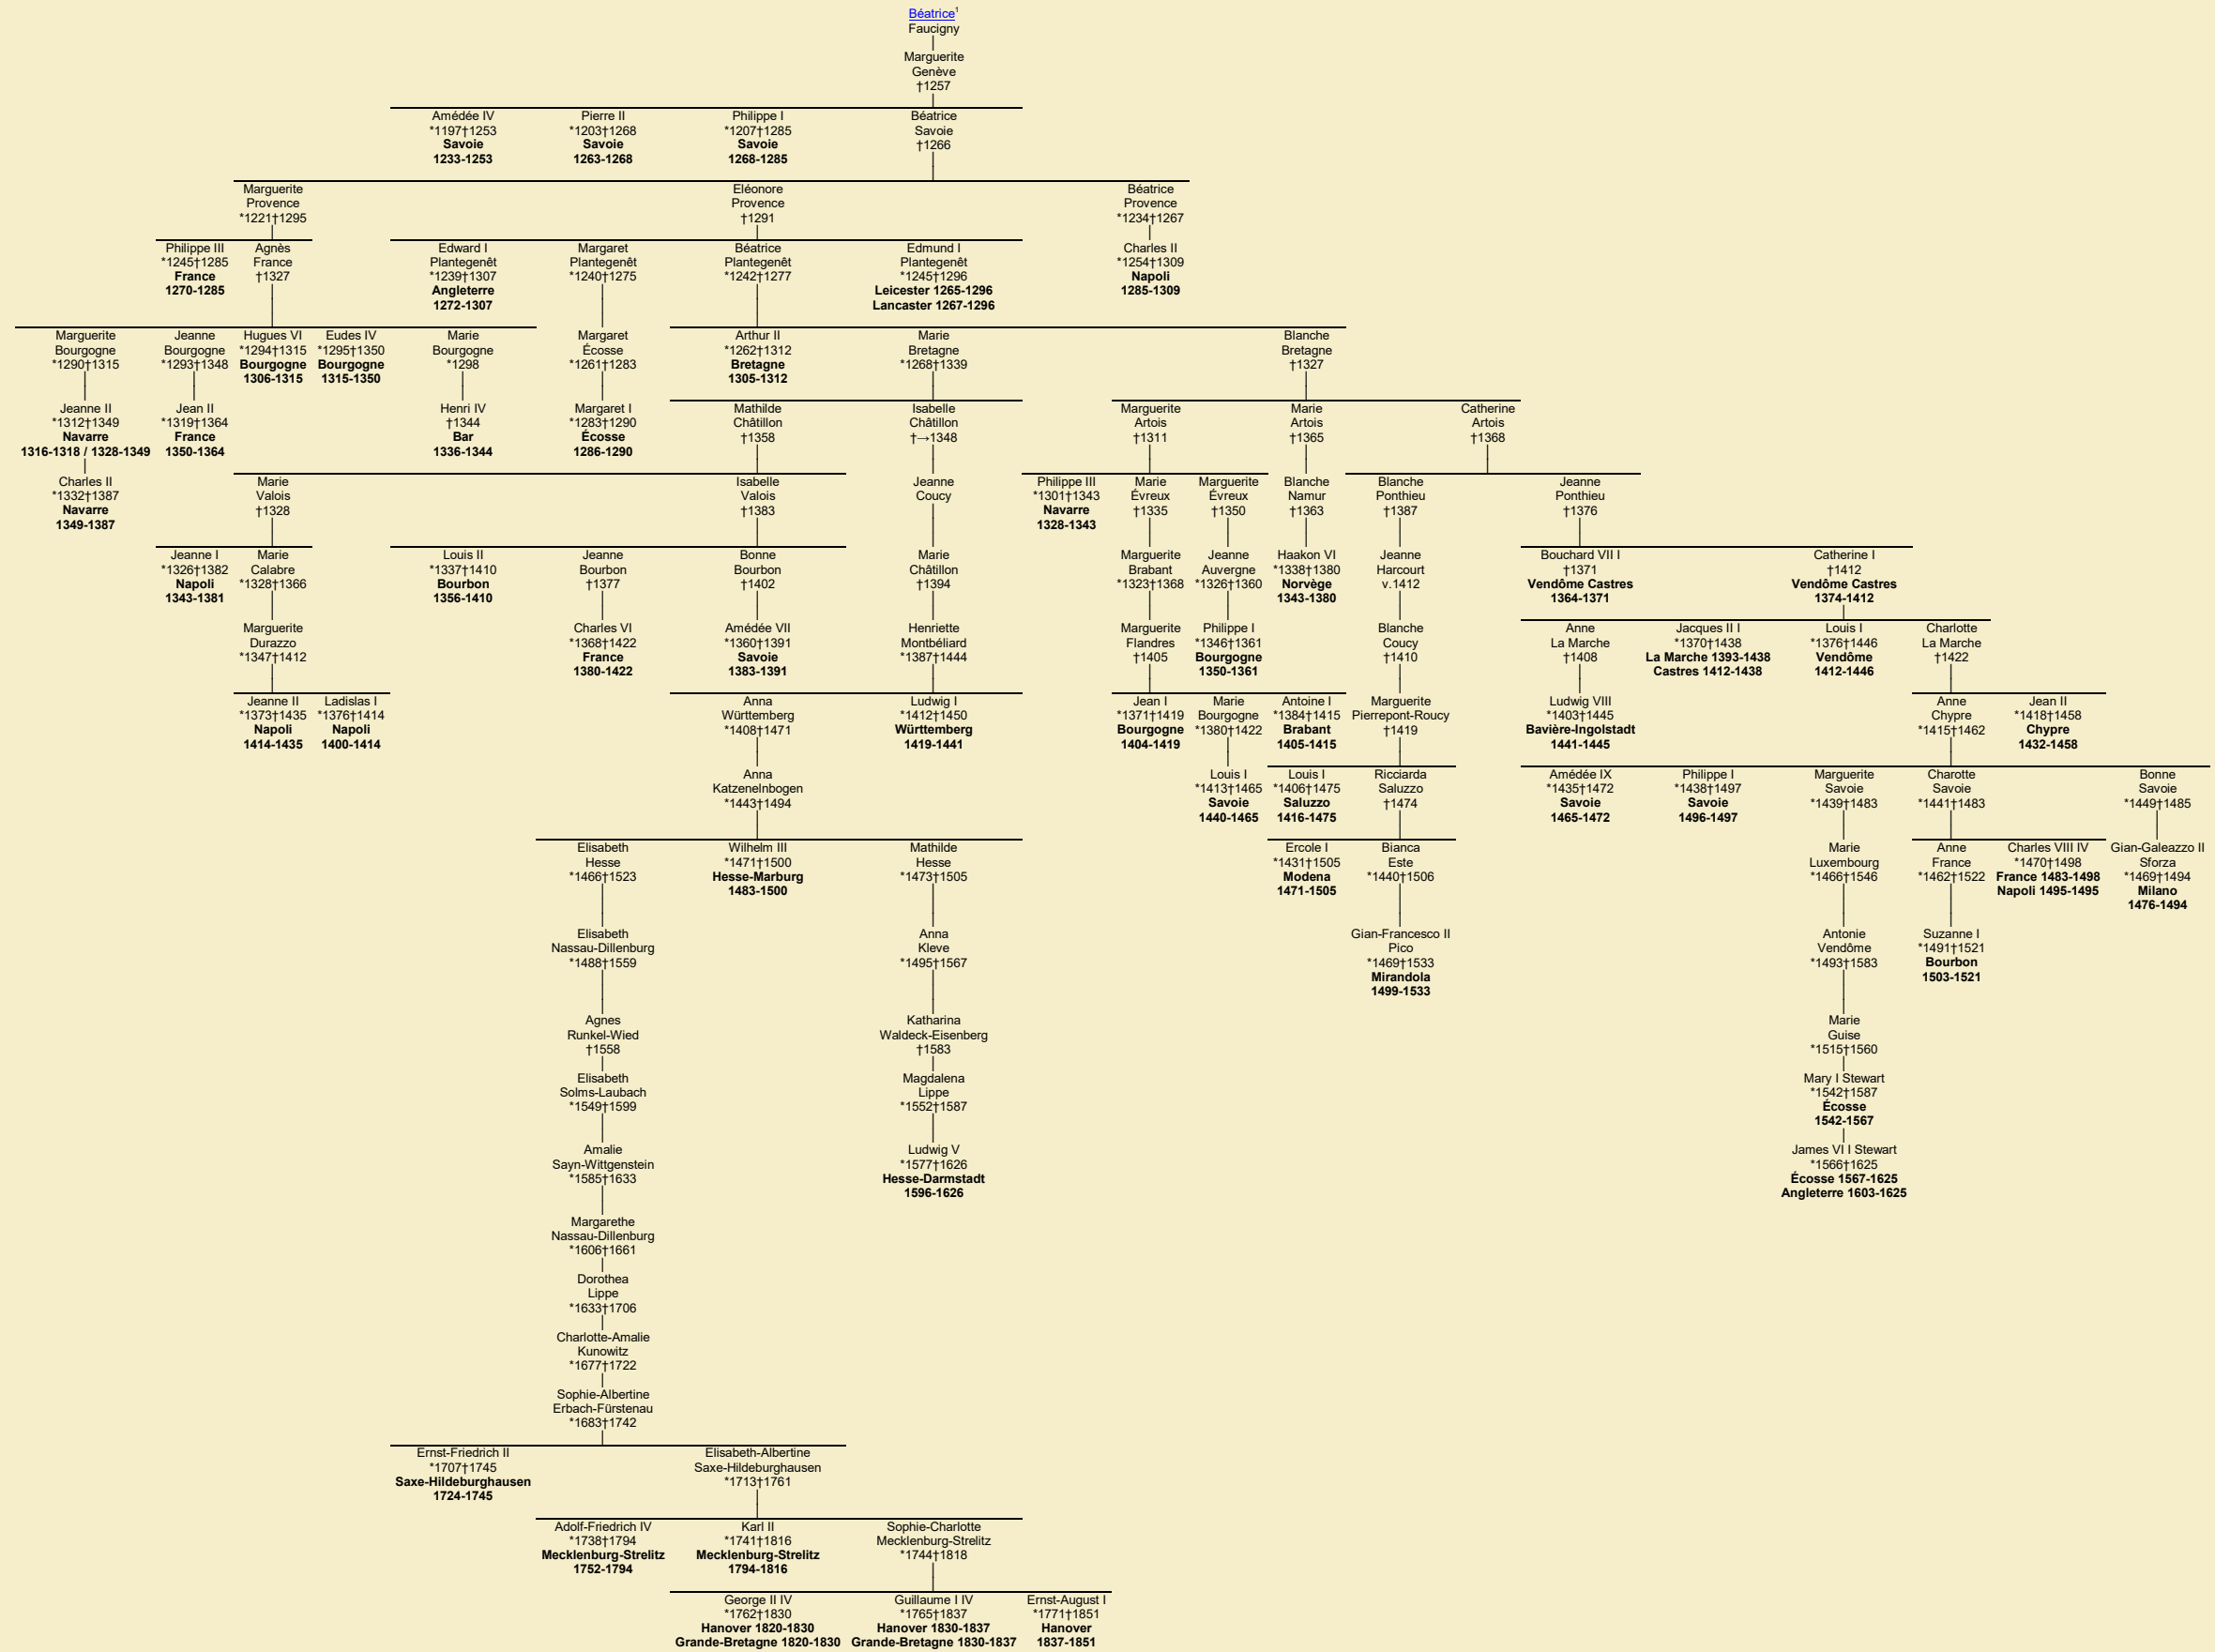 Béatrice¹
Faucigny
Marguerite
Genève
†1257
Amédée IV
*1197†1253
Savoie
1233-1253
Pierre II
*1203†1268
Savoie
1263-1268
Philippe I
*1207†1285
Savoie
1268-1285
Béatrice
Savoie
†1266
Marguerite
Provence
*1221†1295
Eléonore
Provence
†1291
Béatrice
Provence
*1234†1267
Philippe III
*1245†1285
France
1270-1285
Agnès
France
†1327
Edward I
Plantegenêt
*1239†1307
Angleterre
1272-1307
Margaret
Plantegenêt
*1240†1275
Béatrice
Plantegenêt
*1242†1277
Edmund I
Plantegenêt
*1245†1296
Leicester 1265-1296
Lancaster 1267-1296
Charles II
*1254†1309
Napoli
1285-1309
Marguerite
Bourgogne
*1290†1315
Jeanne
Bourgogne
*1293†1348
Hugues VI
*1294†1315
Bourgogne
1306-1315
Eudes IV
*1295†1350
Bourgogne
1315-1350
Marie
Bourgogne
*1298
Margaret
Écosse
*1261†1283
Arthur II
*1262†1312
Bretagne
1305-1312
Marie
Bretagne
*1268†1339
Blanche
Bretagne
†1327
Jeanne II
*1312†1349
Navarre
1316-1318 / 1328-1349
Jean II
*1319†1364
France
1350-1364
Henri IV
†1344
Bar
1336-1344
Margaret I
*1283†1290
Écosse
1286-1290
Mathilde
Châtillon
†1358
Isabelle
Châtillon
†→1348
Marguerite
Artois
†1311
Marie
Artois
†1365
Catherine
Artois
†1368
Charles II
*1332†1387
Navarre
1349-1387
Marie
Valois
†1328
Isabelle
Valois
†1383
Jeanne
Coucy
Philippe III
*1301†1343
Navarre
1328-1343
Marie
Évreux
†1335
Marguerite
Évreux
†1350
Blanche
Namur
†1363
Blanche
Ponthieu
†1387
Jeanne
Ponthieu
†1376
Jeanne I
*1326†1382
Napoli
1343-1381
Marie
Calabre
*1328†1366
Louis II
*1337†1410
Bourbon
1356-1410
Jeanne
Bourbon
†1377
Bonne
Bourbon
†1402
Marie
Châtillon
†1394
Marguerite
Brabant
*1323†1368
Jeanne
Auvergne
*1326†1360
Haakon VI
*1338†1380
Norvège
1343-1380
Jeanne
Harcourt
v.1412
Bouchard VII I
†1371
Vendôme Castres
1364-1371
Catherine I
†1412
Vendôme Castres
1374-1412
Marguerite
Durazzo
*1347†1412
Charles VI
*1368†1422
France
1380-1422
Amédée VII
*1360†1391
Savoie
1383-1391
Henriette
Montbéliard
*1387†1444
Marguerite
Flandres
†1405
Philippe I
*1346†1361
Bourgogne
1350-1361
Blanche
Coucy
†1410
Anne
La Marche
†1408
Jacques II I
*1370†1438
La Marche 1393-1438
Castres 1412-1438
Louis I
*1376†1446
Vendôme
1412-1446
Charlotte
La Marche
†1422
Jeanne II
*1373†1435
Napoli
1414-1435
Ladislas I
*1376†1414
Napoli
1400-1414
Anna
Württemberg
*1408†1471
Ludwig I
*1412†1450
Württemberg
1419-1441
Jean I
*1371†1419
Bourgogne
1404-1419
Marie
Bourgogne
*1380†1422
Antoine I
*1384†1415
Brabant
1405-1415
Marguerite
Pierrepont-Roucy
†1419
Ludwig VIII
*1403†1445
Bavière-Ingolstadt
1441-1445
Anne
Chypre
*1415†1462
Jean II
*1418†1458
Chypre
1432-1458
Anna
Katzenelnbogen
*1443†1494
Louis I
*1413†1465
Savoie
1440-1465
Louis I
*1406†1475
Saluzzo
1416-1475
Ricciarda
Saluzzo
†1474
Amédée IX
*1435†1472
Savoie
1465-1472
Philippe I
*1438†1497
Savoie
1496-1497
Marguerite
Savoie
*1439†1483
Charotte
Savoie
*1441†1483
Bonne
Savoie
*1449†1485
Elisabeth
Hesse
*1466†1523
Wilhelm III
*1471†1500
Hesse-Marburg
1483-1500
Mathilde
Hesse
*1473†1505
Ercole I
*1431†1505
Modena
1471-1505
Bianca
Este
*1440†1506
Marie
Luxembourg
*1466†1546
Anne
France
*1462†1522
Charles VIII IV
*1470†1498
France 1483-1498
Napoli 1495-1495
Gian-Galeazzo II
Sforza
*1469†1494
Milano
1476-1494
Elisabeth
Nassau-Dillenburg
*1488†1559
Anna
Kleve
*1495†1567
Gian-Francesco II
Pico
*1469†1533
Mirandola
1499-1533
Antonie
Vendôme
*1493†1583
Suzanne I
*1491†1521
Bourbon
1503-1521
Agnes
Runkel-Wied
†1558
Katharina
Waldeck-Eisenberg
†1583
Marie
Guise
*1515†1560
Elisabeth
Solms-Laubach
*1549†1599
Magdalena
Lippe
*1552†1587
Mary I Stewart
*1542†1587
Écosse
1542-1567
Amalie
Sayn-Wittgenstein
*1585†1633
Ludwig V
*1577†1626
Hesse-Darmstadt
1596-1626
James VI I Stewart
*1566†1625
Écosse 1567-1625
Angleterre 1603-1625
Margarethe
Nassau-Dillenburg
*1606†1661
Dorothea
Lippe
*1633†1706
Charlotte-Amalie
Kunowitz
*1677†1722
Sophie-Albertine
Erbach-Fürstenau
*1683†1742
Ernst-Friedrich II
*1707†1745
Saxe-Hildeburghausen
1724-1745
Elisabeth-Albertine
Saxe-Hildeburghausen
*1713†1761
Adolf-Friedrich IV
*1738†1794
Mecklenburg-Strelitz
1752-1794
Karl II
*1741†1816
Mecklenburg-Strelitz
1794-1816
Sophie-Charlotte
Mecklenburg-Strelitz
*1744†1818
George II IV
*1762†1830
Hanover 1820-1830
Grande-Bretagne 1820-1830
Guillaume I IV
*1765†1837
Hanover 1830-1837
Grande-Bretagne 1830-1837
Ernst-August I
*1771†1851
Hanover
1837-1851